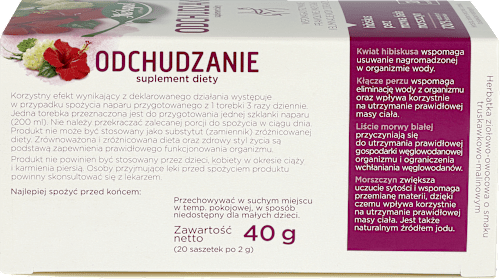 ODCHUDZANIE
suplement diety
Korzystny efekt wynikający z deklarowanego działania występuje
w przypadku spożycia naparu przygotowanego z 1 torebki 3 razy dziennie.
Jedna torebka przeznaczona jest do przygotowania jednej szklanki naparu
(200 ml). Nie należy przekraczać zalecanej porcji do spożycia w ciągu dnia.
Produkt nie może być stosowany jako substytut (zamiennik) zróżnicowanej
diety. Zrównoważona i zróżnicowana dieta oraz zdrowy styl życia są
podstawą zapewnienia prawidłowego funkcjonowania organizmu.
Produkt nie powinien być stosowany przez dzieci, kobiety w okresie ciąży
i karmienia piersią. Osoby przyjmujące leki przed spożyciem produktu
powinny skonsultować się z lekarzem.
Najlepiej spożyć przed końcem:
Przechowywać w suchym miejscu
w temp. pokojowej, w sposób
niedostępny dla małych dzieci.
Zawartość
netto 40 g
(20 saszetek po 2 g)
Kwiat hibiskusa wspomaga
usuwanie nagromadzonej
w organizmie wody.
Kłącze perzu wspomaga
eliminację wody z organizmu
oraz wpływa korzystnie
na utrzymanie prawidłowej
masy ciała.
Liście morwy białej
przyczyniają się
do utrzymania prawidłowej
gospodarki węglowodanowej
organizmu i ograniczenia
wchłaniania węglowodanów.
Morszczyn zwiększa
uczucie sytości i wspomaga
przemianę materii, dzięki
czemu wpływa korzystnie
na utrzymanie prawidłowej
masy ciała. Jest także
naturalnym źródłem jodu.
Herbatka ziołowo-owocowa o smaku
truskawkowo-malinowym